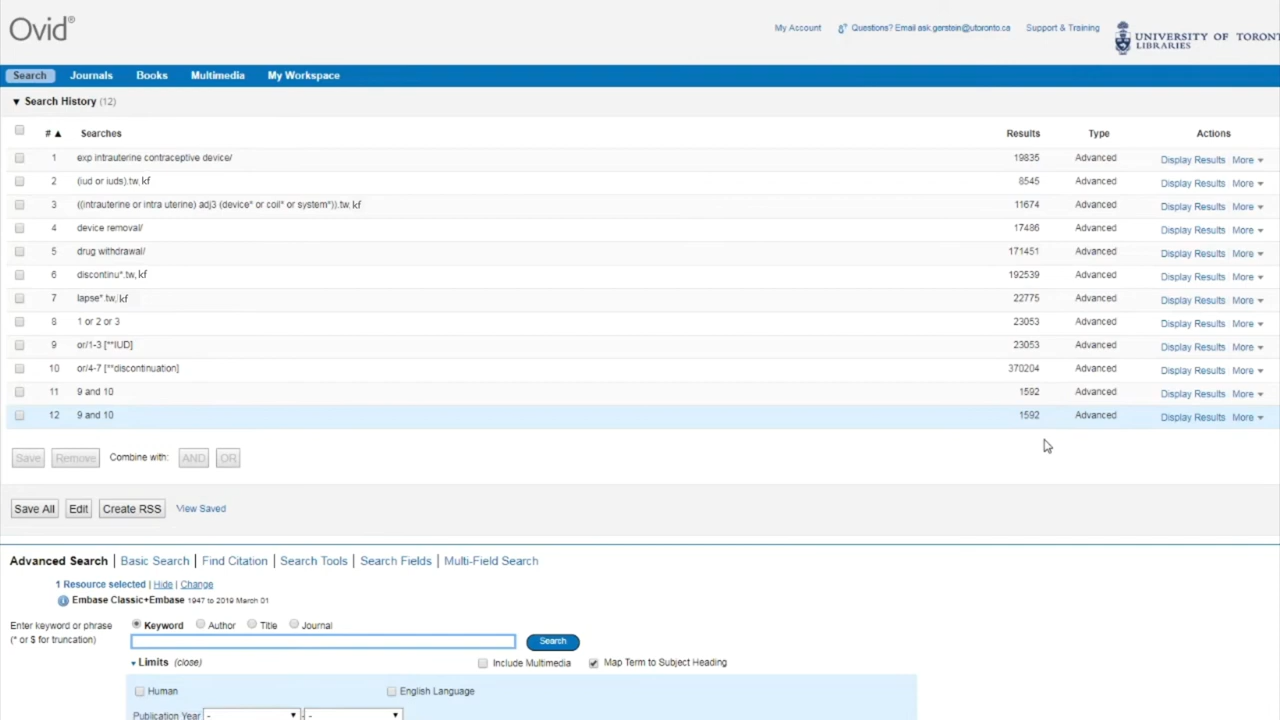 Ovid®
My Account Questions? Email ask.gerstein@utoronto.ca Support & Training
UNIVERSITY OF TORONT
LIBRARIES
Search Journals Books Multimedia My Workspace
▼ Search History (12)
# ▲ Searches Results Type Actions
1 exp intrauterine contraceptive device/ 19835 Advanced Display Results More
2 (iud or iuds).tw,kf 8545 Advanced Display Results More
3 ((intrauterine or intra uterine) adj3 (device* or coil* or system*)).tw,kf 11674 Advanced Display Results More
4 device removal/ 17486 Advanced Display Results More
5 drug withdrawal/ 171451 Advanced Display Results More
6 discontinu*.tw,kf 192539 Advanced Display Results More
7 lapse*.tw,kf 22775 Advanced Display Results More
8 1 or 2 or 3 23053 Advanced Display Results More
9 or/1-3 [**IUD] 23053 Advanced Display Results More
10 or/4-7 [**discontinuation] 370204 Advanced Display Results More
11 9 and 10 1592 Advanced Display Results More
12 9 and 10 1592 Advanced Display Results More
Save Remove Combine with: AND OR
Save All Edit Create RSS View Saved
Advanced Search | Basic Search | Find Citation | Search Tools | Search Fields | Multi-Field Search
1 Resource selected | Hide | Change
Embase Classic+Embase 1947 to 2019 March 01
Enter keyword or phrase
(* or $ for truncation)
Keyword Author Title Journal
Search
▾ Limits (close) Include Multimedia Map Term to Subject Heading
Human English Language
Publication Year - -